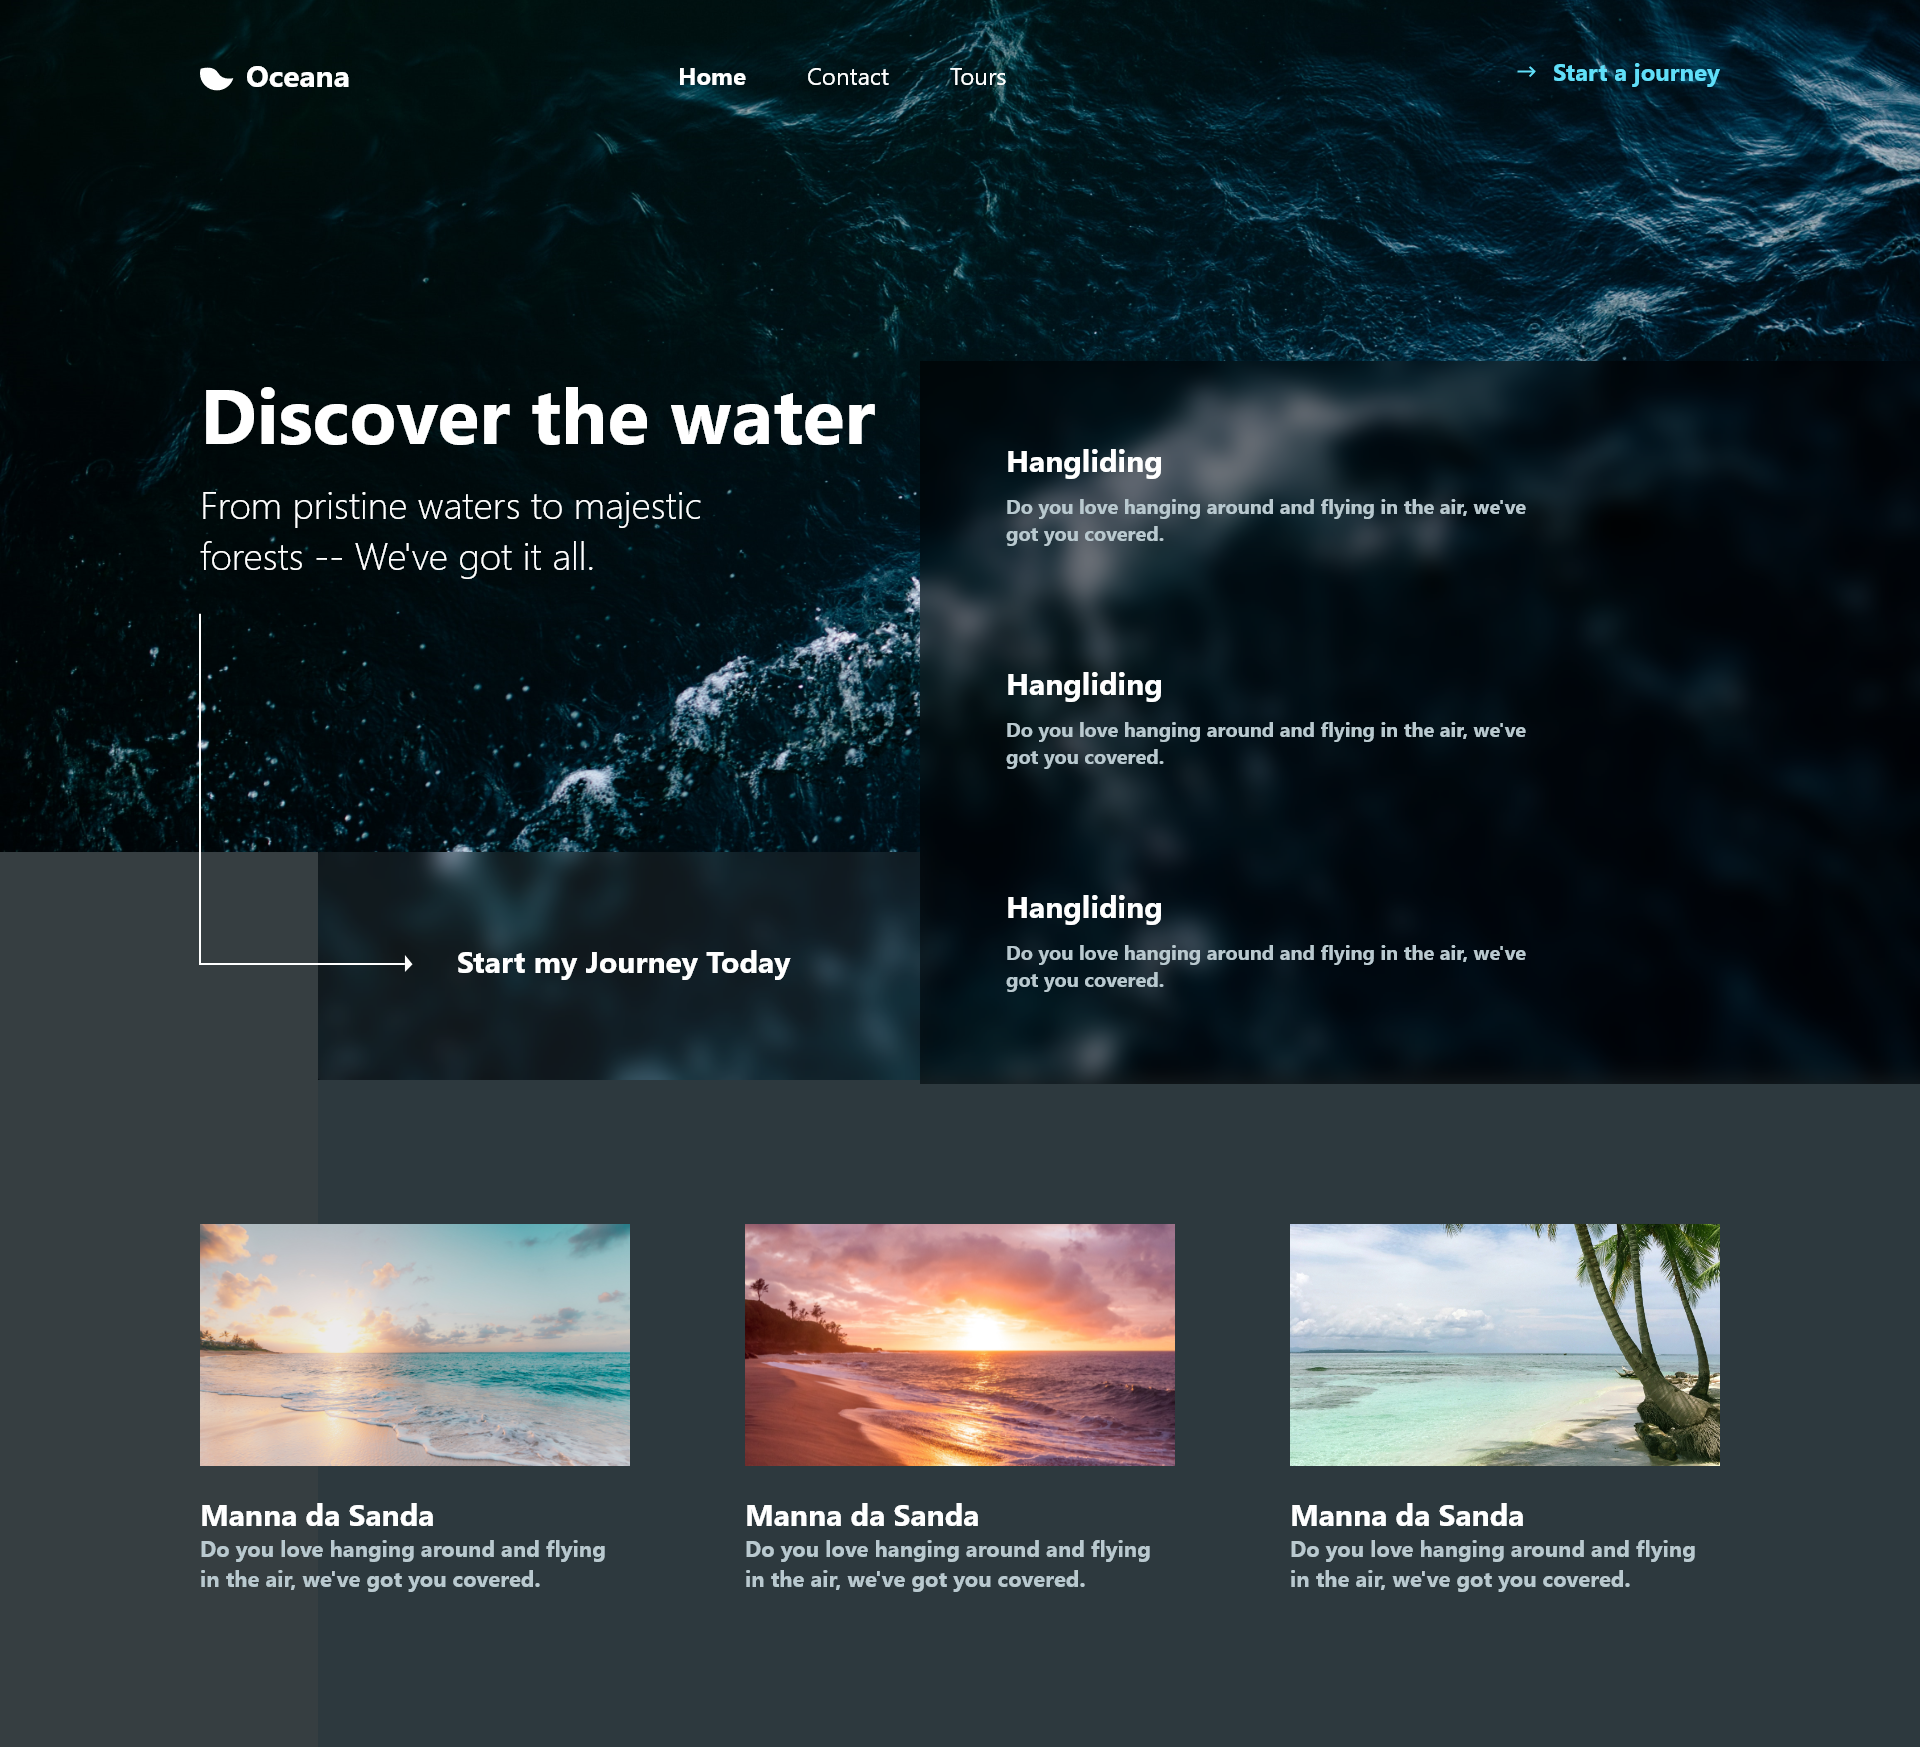 Oceana
Home
Contact
Tours
→ Start a journey
Discover the water
From pristine waters to majestic
forests -- We've got it all.
Hangliding
Do you love hanging around and flying in the air, we've
got you covered.
Hangliding
Do you love hanging around and flying in the air, we've
got you covered.
Hangliding
Do you love hanging around and flying in the air, we've
got you covered.
Start my Journey Today
Manna da Sanda
Do you love hanging around and flying
in the air, we've got you covered.
Manna da Sanda
Do you love hanging around and flying
in the air, we've got you covered.
Manna da Sanda
Do you love hanging around and flying
in the air, we've got you covered.